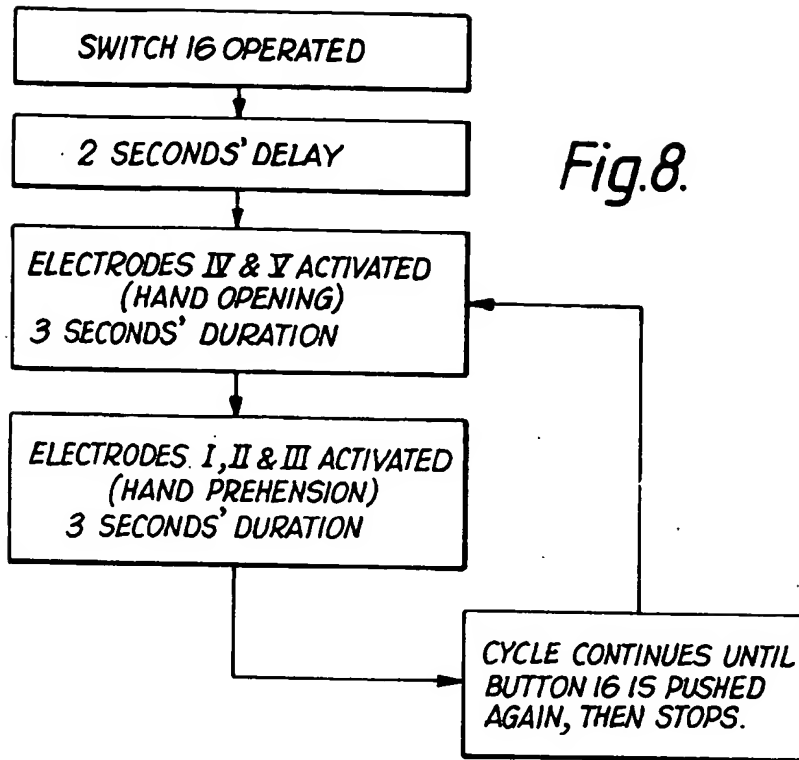 SWITCH 16 OPERATED
2 SECONDS' DELAY
Fig.8.
ELECTRODES IV & V ACTIVATED
(HAND OPENING)
3 SECONDS' DURATION
ELECTRODES I, II & III ACTIVATED
(HAND PREHENSION)
3 SECONDS' DURATION
CYCLE CONTINUES UNTIL
BUTTON 16 IS PUSHED
AGAIN, THEN STOPS.